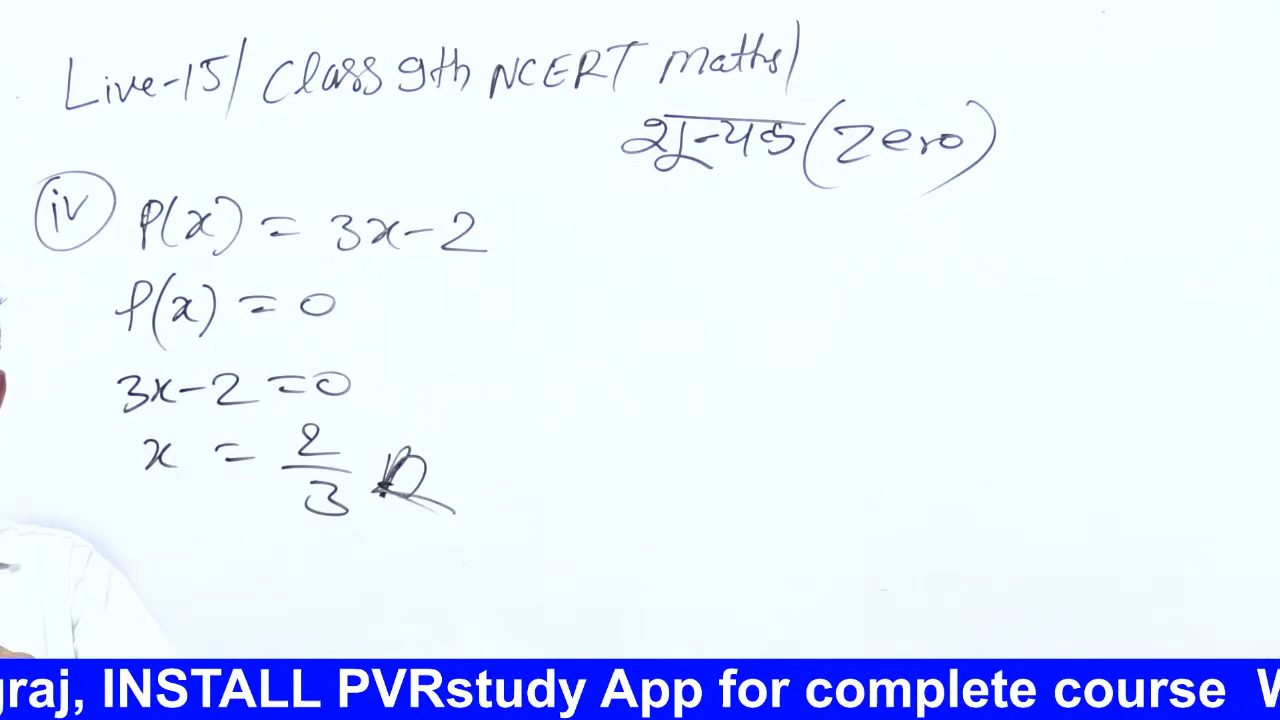 Live-15/ Class 9th NCERT Maths/
शून्यक (Zero)
iv P(x) = 3x-2
P(x) = 0
3x-2 = 0
x = 2/3
graj, INSTALL PVRstudy App for complete course W